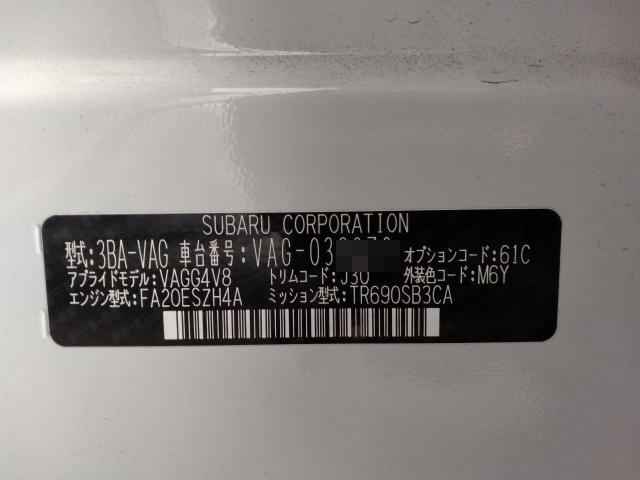 SUBARU CORPORATION
型式:3BA-VAG 車台番号:VAG-03 オプションコード:61C
アプライドモデル:VAGG4V8 トリムコード:J30 外装色コード:M6Y
エンジン型式:FA20ESZH4A ミッション型式:TR690SB3CA